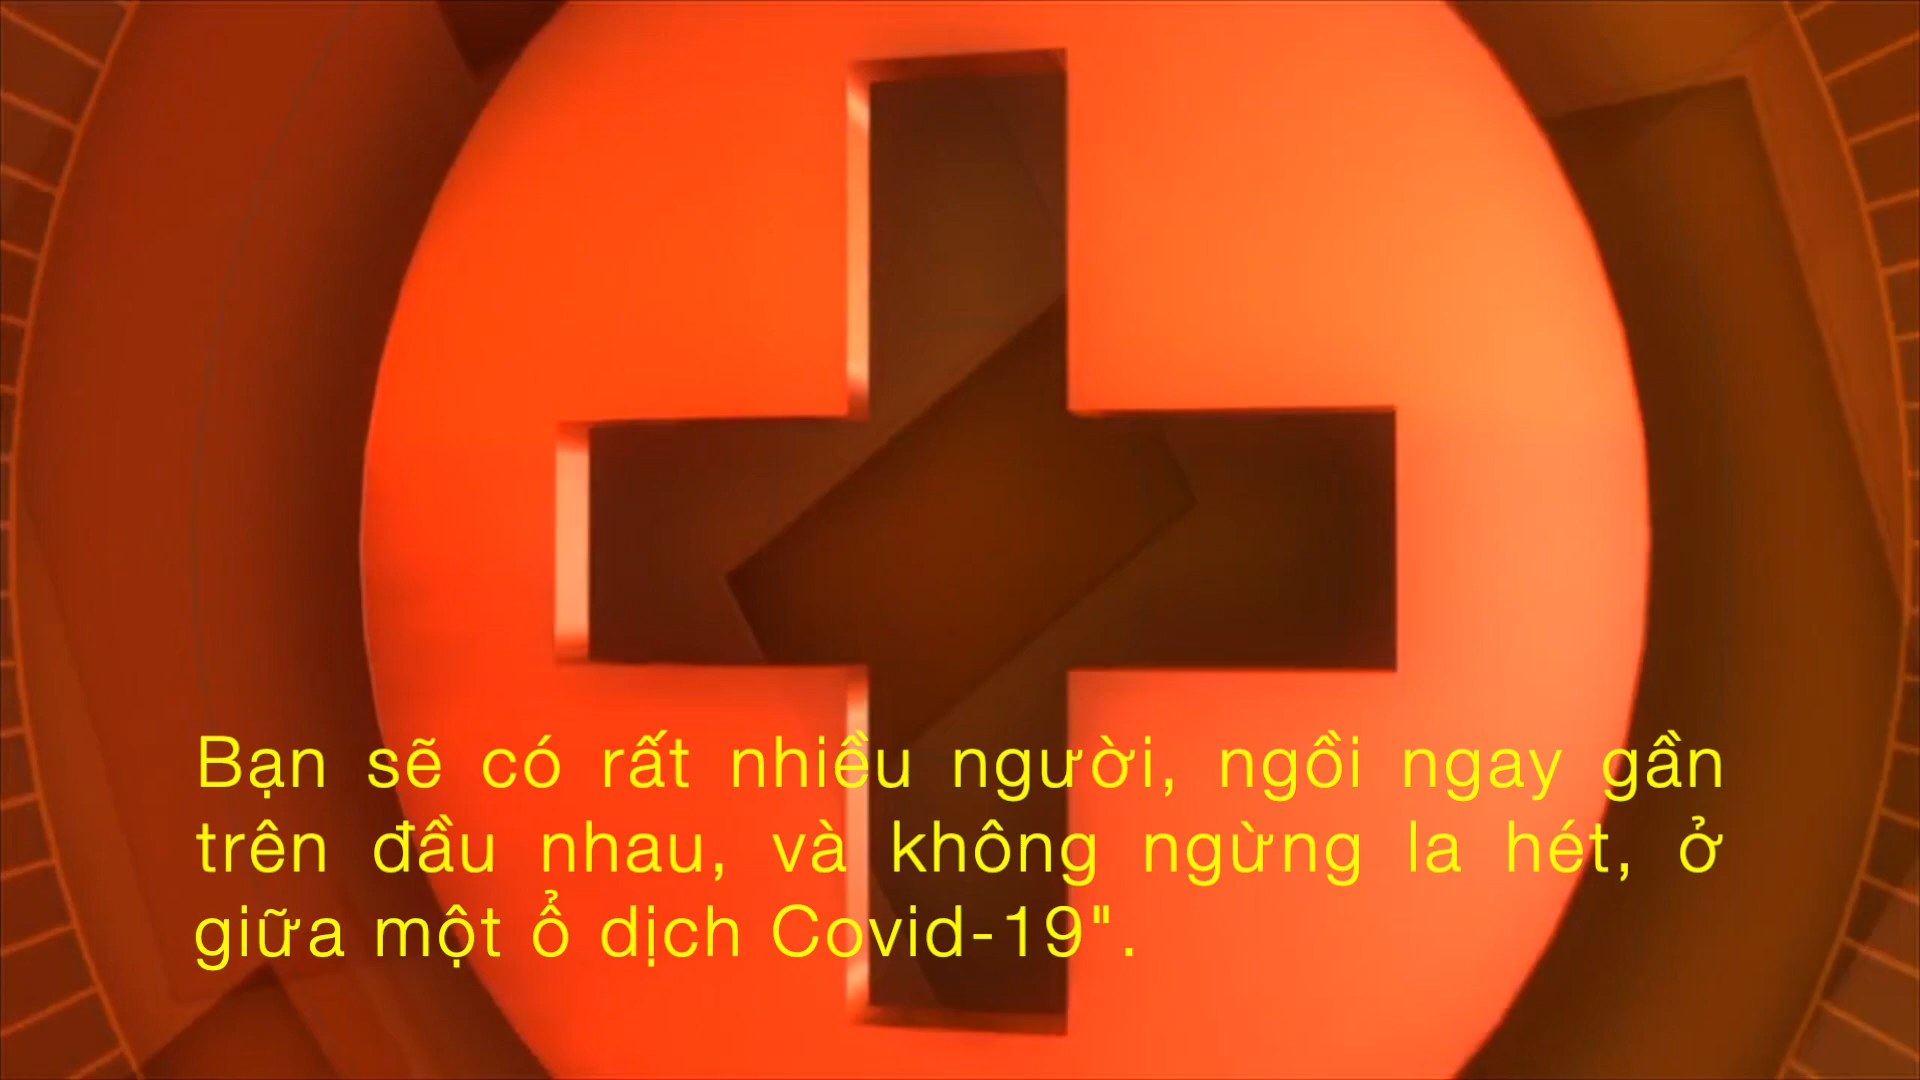 Bạn sẽ có rất nhiều người, ngồi ngay gần
trên đầu nhau, và không ngừng la hét, ở
giữa một ổ dịch Covid-19".